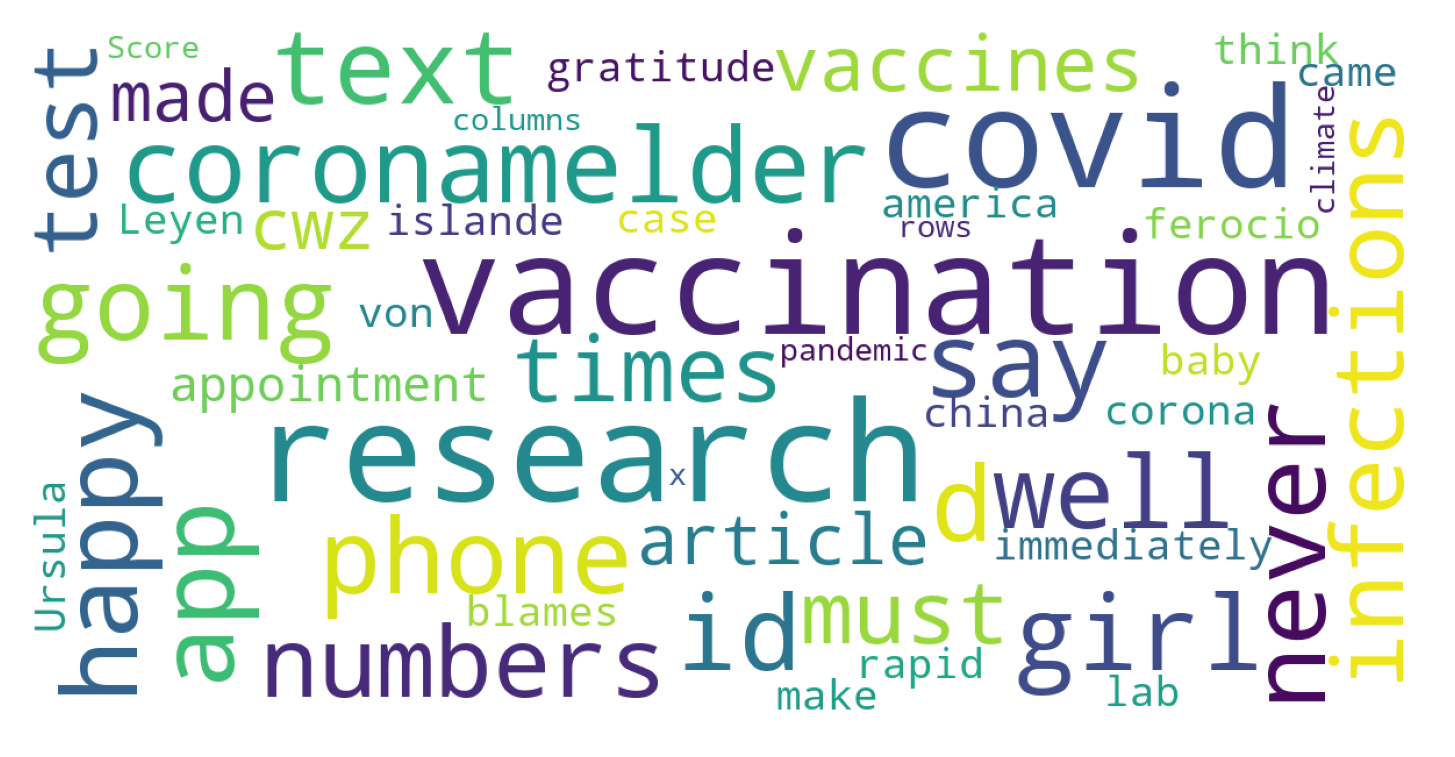 Score
text
gratitude
vaccines
think
came
test
made
columns
covid
climate
coronamelder
infections
Leyen
cwz
islande
case
america
rows
ferocio
vaccination
going
von
times
pandemic
say
baby
appointment
china
corona
happy
research
x
never
d
well
Ursula
app
phone
article
immediately
blames
id
must
girl
numbers
rapid
make
lab